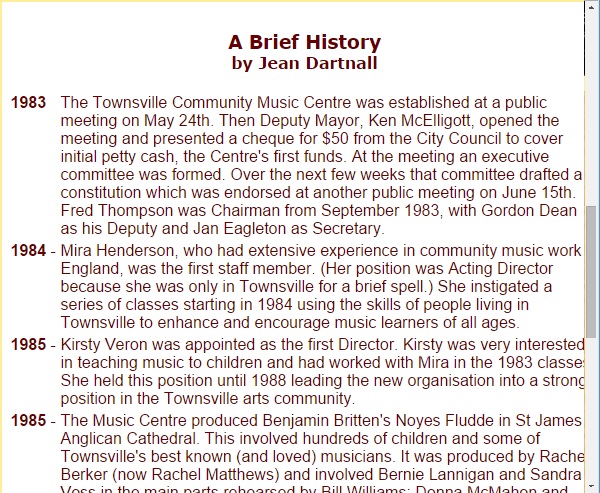 A Brief History
by Jean Dartnall
1983 The Townsville Community Music Centre was established at a public
meeting on May 24th. Then Deputy Mayor, Ken McElligott, opened the
meeting and presented a cheque for $50 from the City Council to cover
initial petty cash, the Centre's first funds. At the meeting an executive
committee was formed. Over the next few weeks that committee drafted a
constitution which was endorsed at another public meeting on June 15th.
Fred Thompson was Chairman from September 1983, with Gordon Dean
as his Deputy and Jan Eagleton as Secretary.
1984 - Mira Henderson, who had extensive experience in community music work
England, was the first staff member. (Her position was Acting Director
because she was only in Townsville for a brief spell.) She instigated a
series of classes starting in 1984 using the skills of people living in
Townsville to enhance and encourage music learners of all ages.
1985 - Kirsty Veron was appointed as the first Director. Kirsty was very interested
in teaching music to children and had worked with Mira in the 1983 classes
She held this position until 1988 leading the new organisation into a strong
position in the Townsville arts community.
1985 - The Music Centre produced Benjamin Britten's Noyes Fludde in St James
Anglican Cathedral. This involved hundreds of children and some of
Townsville's best known (and loved) musicians. It was produced by Rache
Berker (now Rachel Matthews) and involved Bernie Lannigan and Sandra
Voss in the main parts rehearsed by Bill Williams; Donna McMahon and